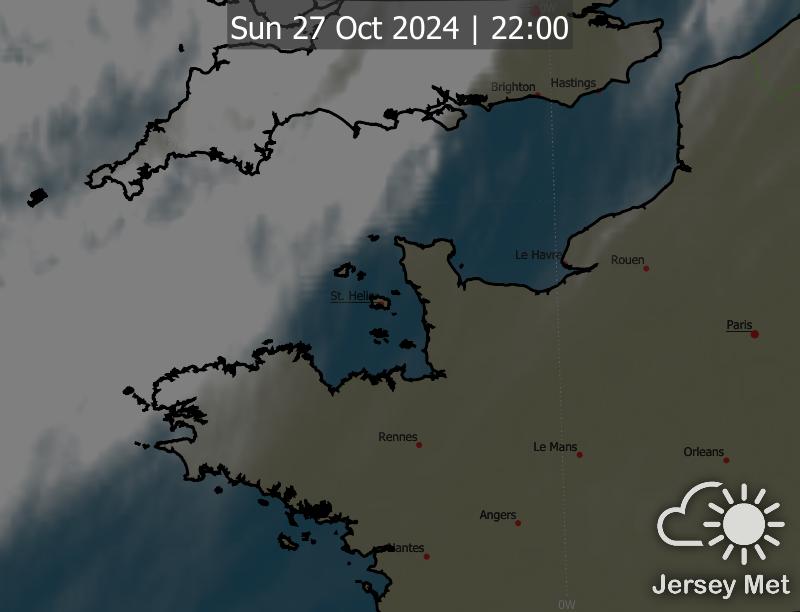 Sun 27 Oct 2024 | 22:00
Brighton
Hastings
Le Havre
Rouen
St. Helier
Paris
Rennes
Le Mans
Orleans
Angers
Nantes
Jersey Met
0W